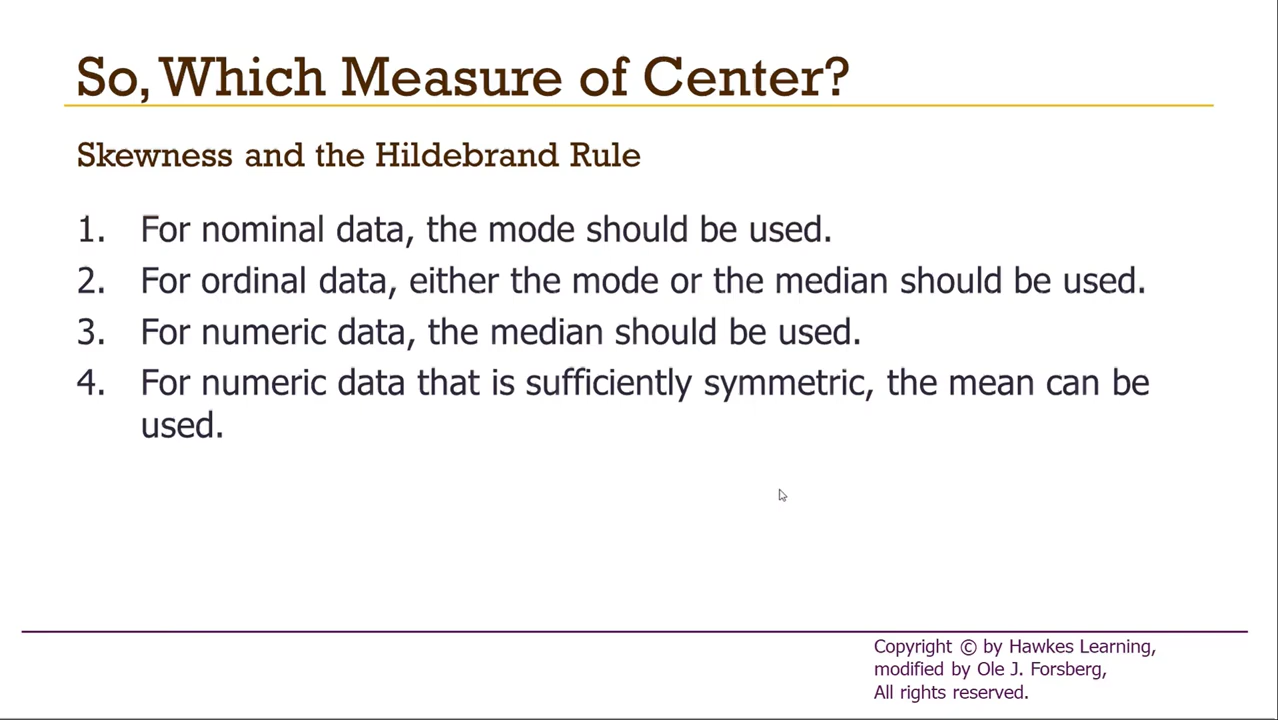 So, Which Measure of Center?
Skewness and the Hildebrand Rule
1. For nominal data, the mode should be used.
2. For ordinal data, either the mode or the median should be used.
3. For numeric data, the median should be used.
4. For numeric data that is sufficiently symmetric, the mean can be
used.
Copyright © by Hawkes Learning,
modified by Ole J. Forsberg,
All rights reserved.